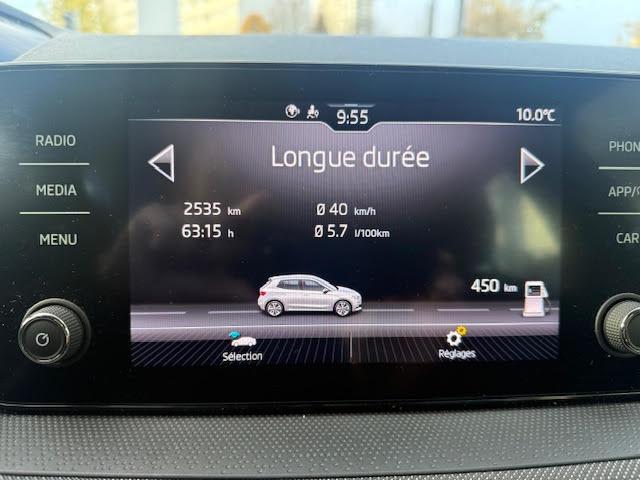 9:55
10.0°C
RADIO
PHON
Longue durée
MEDIA
APP/
2535 km Ø 40 km/h
63:15 h Ø 5.7 l/100km
MENU
CAR
450 km
Sélection
Réglages